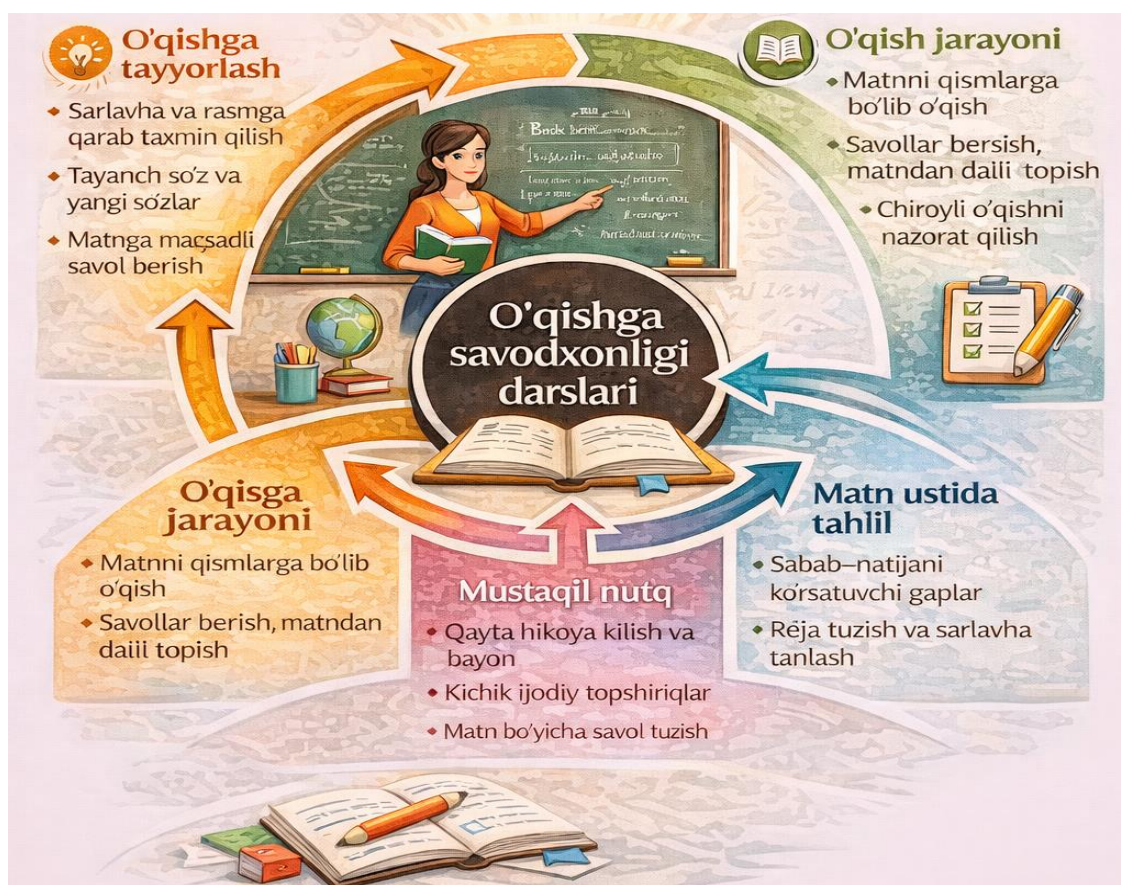 O'qishga
tayyorlash
Sarlavha va rasmga
qarab taxmin qilish
Tayanch so'z va
yangi so'zlar
Matnga maqsadli
savol berish
O'qish jarayoni
Matnni qismlarga
bo'lib o'qish
Savollar bersish,
matndan dalili topish
Chiroyli o'qishni
nazorat qilish
O'qishga
savodxonligi
darslari
O'qisga
jarayoni
Matnni qismlarga bo'lib
o'qish
Savollar berish, matndan
daiii topish
Mustaqil nutq
Qayta hikoya kilish va
bayon
Kichik ijodiy topshiriqlar
Matn bo'yicha savol tuzish
Matn ustida
tahlil
Sabab–natijani
ko'rsatuvchi gaplar
Rėja tuzish va sarlavha
tanlash